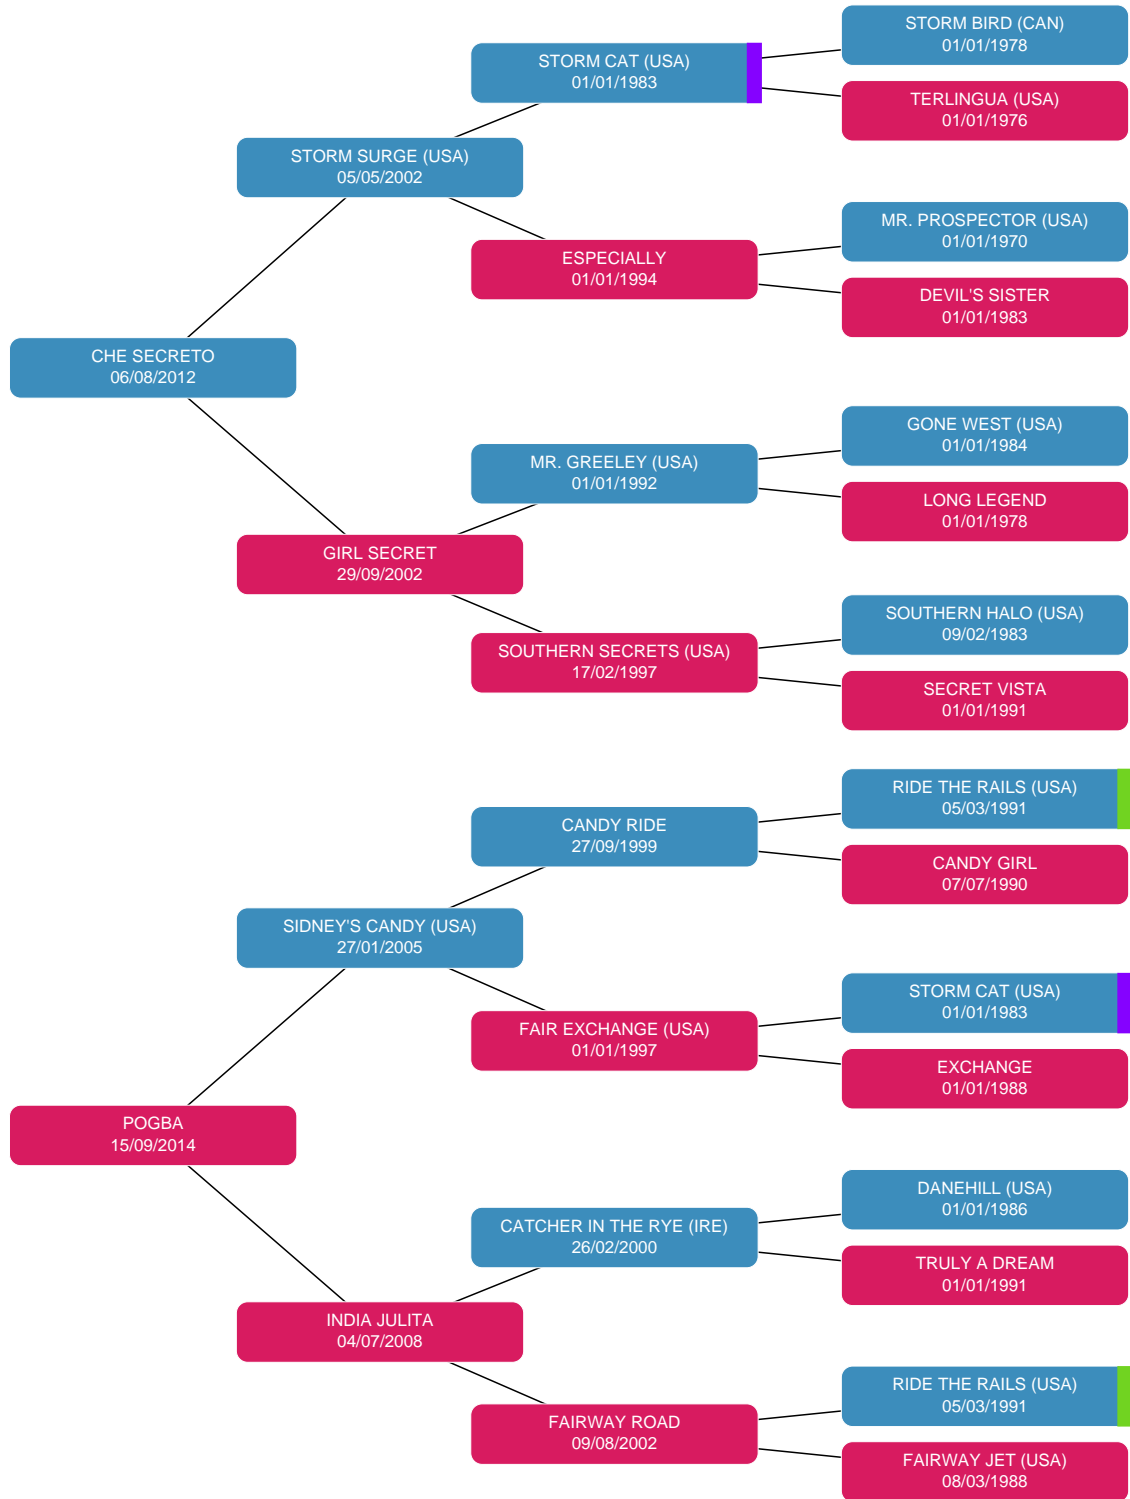 STORM BIRD (CAN)
01/01/1978
STORM CAT (USA)
01/01/1983
TERLINGUA (USA)
01/01/1976
STORM SURGE (USA)
05/05/2002
MR. PROSPECTOR (USA)
01/01/1970
ESPECIALLY
01/01/1994
DEVIL'S SISTER
01/01/1983
CHE SECRETO
06/08/2012
GONE WEST (USA)
01/01/1984
MR. GREELEY (USA)
01/01/1992
LONG LEGEND
01/01/1978
GIRL SECRET
29/09/2002
SOUTHERN HALO (USA)
09/02/1983
SOUTHERN SECRETS (USA)
17/02/1997
SECRET VISTA
01/01/1991
RIDE THE RAILS (USA)
05/03/1991
CANDY RIDE
27/09/1999
CANDY GIRL
07/07/1990
SIDNEY'S CANDY (USA)
27/01/2005
STORM CAT (USA)
01/01/1983
FAIR EXCHANGE (USA)
01/01/1997
EXCHANGE
01/01/1988
POGBA
15/09/2014
DANEHILL (USA)
01/01/1986
CATCHER IN THE RYE (IRE)
26/02/2000
TRULY A DREAM
01/01/1991
INDIA JULITA
04/07/2008
RIDE THE RAILS (USA)
05/03/1991
FAIRWAY ROAD
09/08/2002
FAIRWAY JET (USA)
08/03/1988